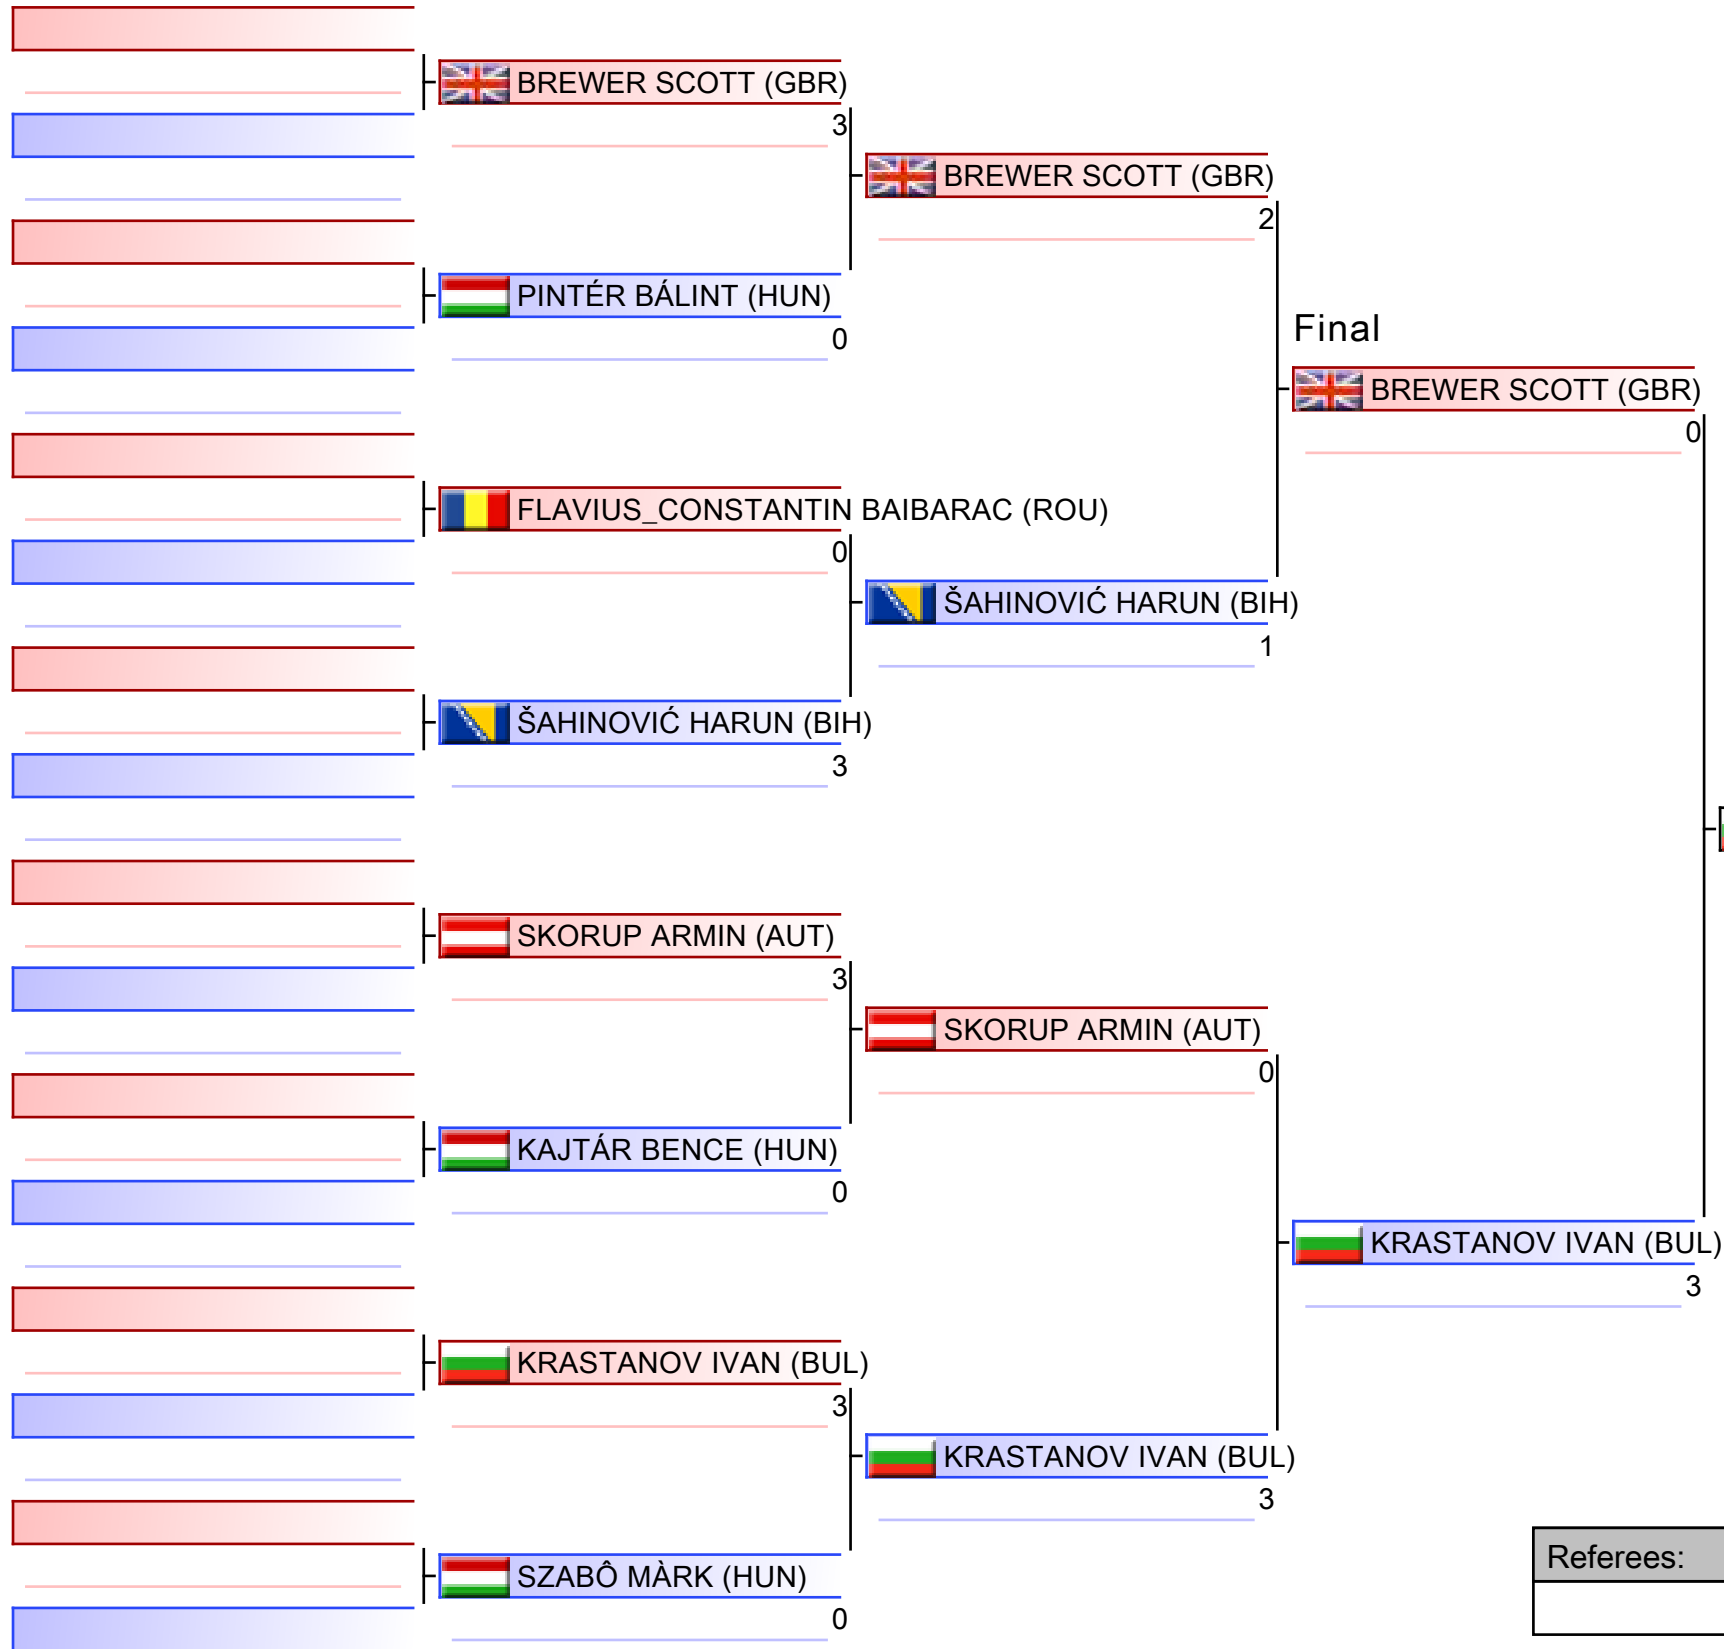 BREWER SCOTT (GBR)
3
BREWER SCOTT (GBR)
2
PINTÉR BÁLINT (HUN)
0
Final
BREWER SCOTT (GBR)
0
FLAVIUS_CONSTANTIN BAIBARAC (ROU)
0
ŠAHINOVIĆ HARUN (BIH)
1
ŠAHINOVIĆ HARUN (BIH)
3
SKORUP ARMIN (AUT)
3
SKORUP ARMIN (AUT)
0
KAJTÁR BENCE (HUN)
0
KRASTANOV IVAN (BUL)
3
KRASTANOV IVAN (BUL)
3
KRASTANOV IVAN (BUL)
3
SZABÔ MÀRK (HUN)
0
Referees: